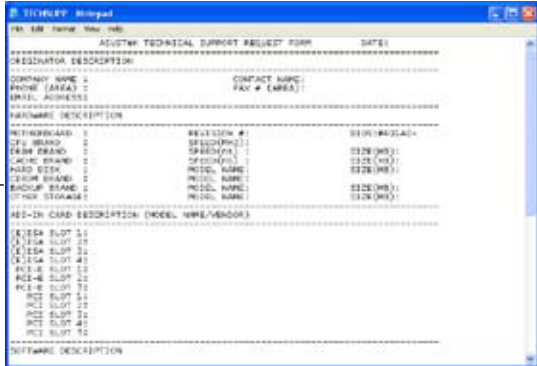 TECHSUPP - Notepad
File Edit Format View Help
ASUSTeK TECHNICAL SUPPORT REQUEST FORM DATE:
ORIGINATOR DESCRIPTION
COMPANY NAME : CONTACT NAME:
PHONE (AREA) : FAX # (AREA):
EMAIL ADDRESS:
HARDWARE DESCRIPTION
MOTHERBOARD : REVISION #:
CPU BRAND : SPEED(MHz):
DRAM BRAND : SPEED(ns) : SIZE(MB):
CACHE BRAND : SPEED(ns) : SIZE(KB):
HARD DISK : MODEL NAME:
CDROM BRAND : MODEL NAME:
BACKUP BRAND : MODEL NAME: SIZE(MB):
OTHER STORAGE: MODEL NAME: SIZE(MB):
ADD-IN CARD DESCRIPTION (MODEL NAME/VENDOR)
(E)ISA SLOT 1:
(E)ISA SLOT 2:
(E)ISA SLOT 3:
(E)ISA SLOT 4:
PCI-E SLOT 1:
PCI-E SLOT 2:
PCI-E SLOT 3:
PCI SLOT 1:
PCI SLOT 2:
PCI SLOT 3:
PCI SLOT 4:
PCI SLOT 5:
SOFTWARE DESCRIPTION